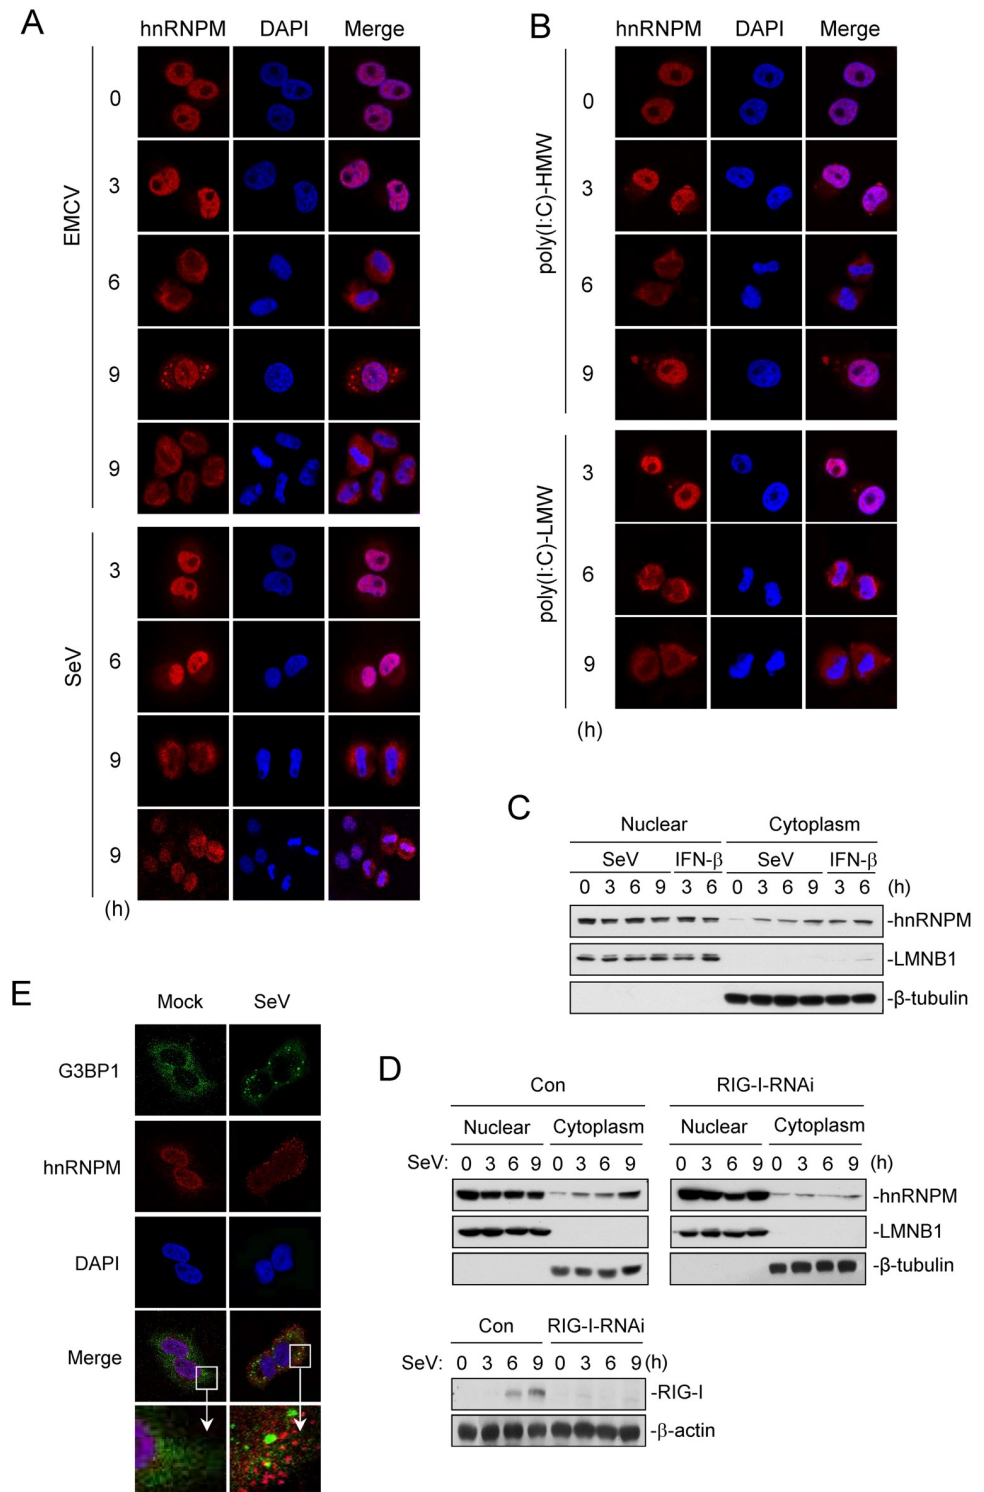 A
hnRNPM DAPI Merge
EMCV
0
3
6
9
9
SeV
3
6
9
9
(h)
B
hnRNPM DAPI Merge
poly(I:C)-HMW
0
3
6
9
poly(I:C)-LMW
3
6
9
(h)
C
Nuclear Cytoplasm
SeV IFN-β SeV IFN-β
0 3 6 9 3 6 0 3 6 9 3 6 (h)
-hnRNPM
-LMNB1
-β-tubulin
D
Con RIG-I-RNAi
Nuclear Cytoplasm Nuclear Cytoplasm
SeV: 0 3 6 9 0 3 6 9 0 3 6 9 0 3 6 9 (h)
-hnRNPM
-LMNB1
-β-tubulin
Con RIG-I-RNAi
SeV: 0 3 6 9 0 3 6 9 (h)
-RIG-I
-β-actin
E
Mock SeV
G3BP1
hnRNPM
DAPI
Merge